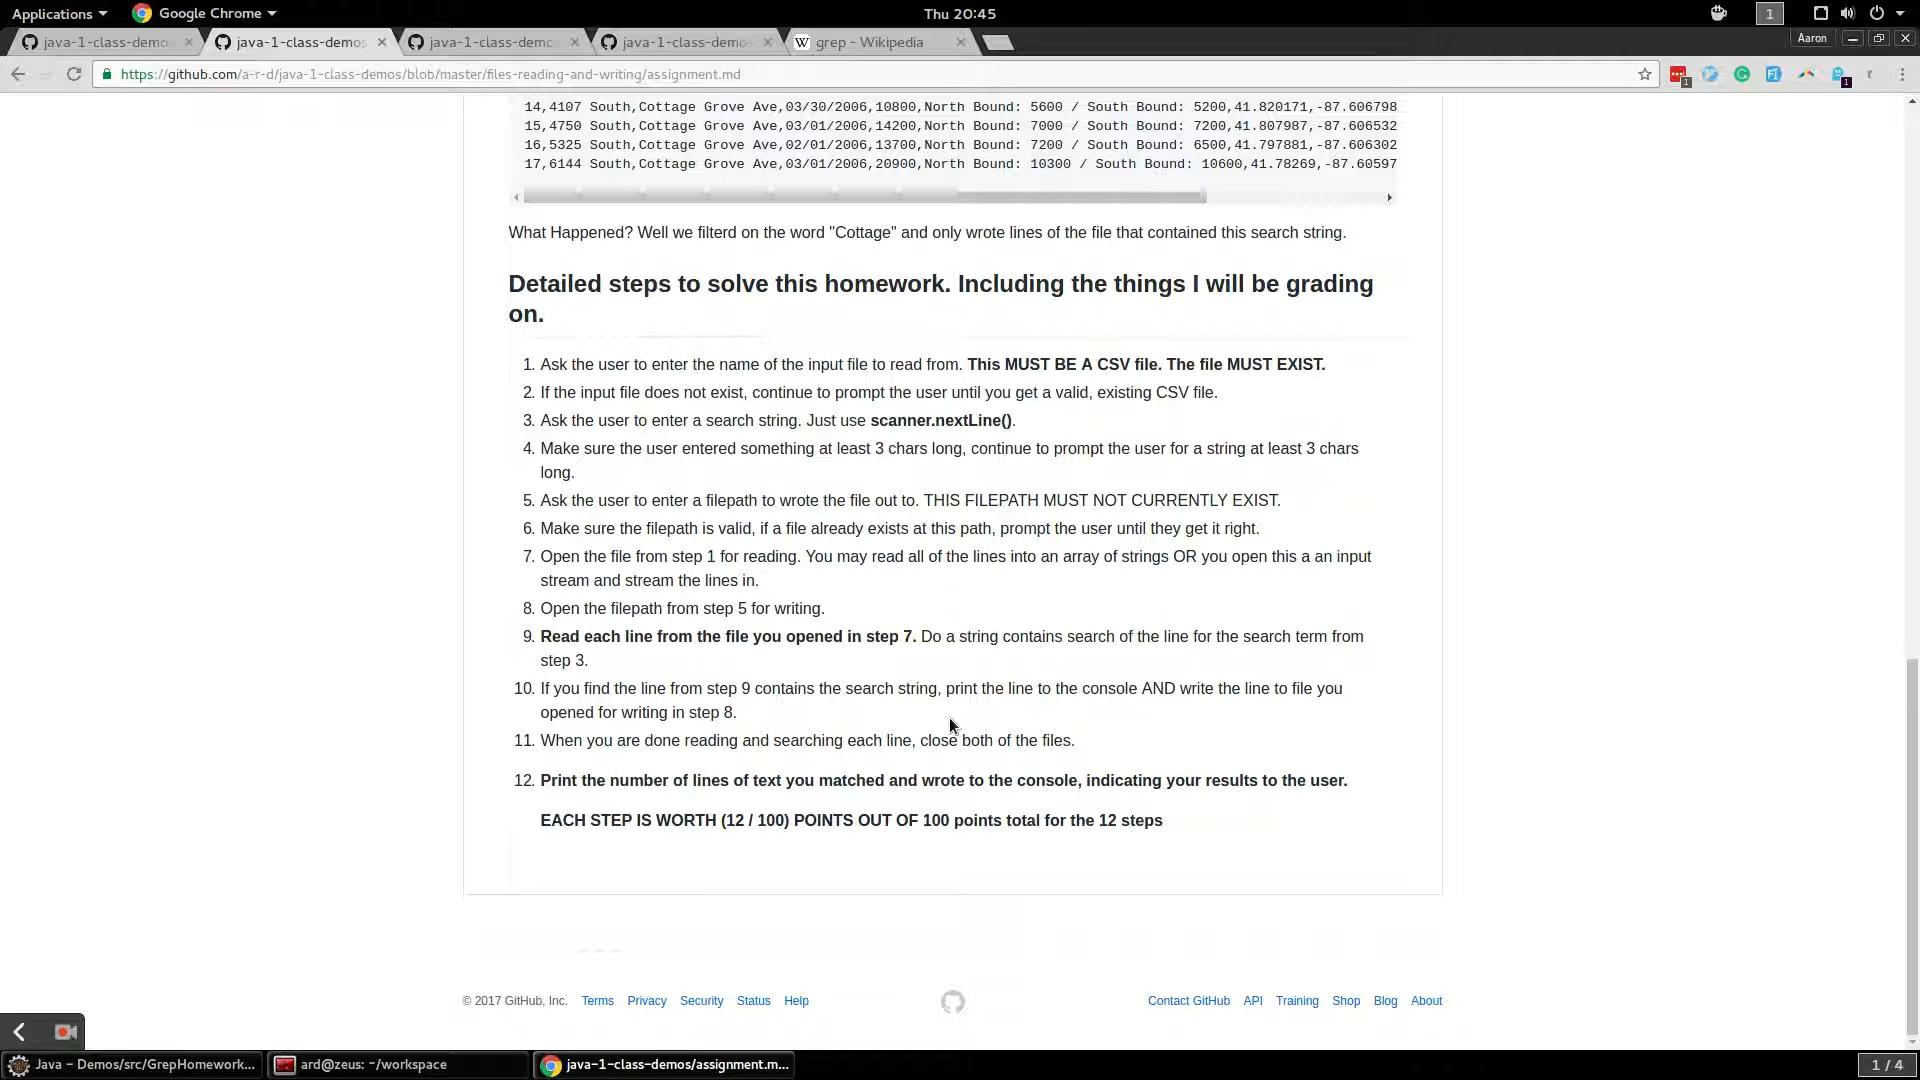 Applications
Google Chrome
Thu 20:45
1
java-1-class-demo
java-1-class-demos
java-1-class-demo
java-1-class-demo
grep - Wikipedia
Aaron
https://github.com/a-r-d/java-1-class-demos/blob/master/files-reading-and-writing/assignment.md
14,4107 South,Cottage Grove Ave,03/30/2006,10800,North Bound: 5600 / South Bound: 5200,41.820171,-87.606798
15,4750 South,Cottage Grove Ave,03/01/2006,14200,North Bound: 7000 / South Bound: 7200,41.807987,-87.606532
16,5325 South,Cottage Grove Ave,02/01/2006,13700,North Bound: 7200 / South Bound: 6500,41.797881,-87.606302
17,6144 South,Cottage Grove Ave,03/01/2006,20900,North Bound: 10300 / South Bound: 10600,41.78269,-87.60597
What Happened? Well we filterd on the word "Cottage" and only wrote lines of the file that contained this search string.
Detailed steps to solve this homework. Including the things I will be grading
on.
1. Ask the user to enter the name of the input file to read from. This MUST BE A CSV file. The file MUST EXIST.
2. If the input file does not exist, continue to prompt the user until you get a valid, existing CSV file.
3. Ask the user to enter a search string. Just use scanner.nextLine().
4. Make sure the user entered something at least 3 chars long, continue to prompt the user for a string at least 3 chars
long.
5. Ask the user to enter a filepath to wrote the file out to. THIS FILEPATH MUST NOT CURRENTLY EXIST.
6. Make sure the filepath is valid, if a file already exists at this path, prompt the user until they get it right.
7. Open the file from step 1 for reading. You may read all of the lines into an array of strings OR you open this a an input
stream and stream the lines in.
8. Open the filepath from step 5 for writing.
9. Read each line from the file you opened in step 7. Do a string contains search of the line for the search term from
step 3.
10. If you find the line from step 9 contains the search string, print the line to the console AND write the line to file you
opened for writing in step 8.
11. When you are done reading and searching each line, close both of the files.
12. Print the number of lines of text you matched and wrote to the console, indicating your results to the user.
EACH STEP IS WORTH (12 / 100) POINTS OUT OF 100 points total for the 12 steps
© 2017 GitHub, Inc. Terms Privacy Security Status Help
Contact GitHub API Training Shop Blog About
Java - Demos/src/GrepHomework...
ard@zeus: ~/workspace
java-1-class-demos/assignment.m...
1 / 4